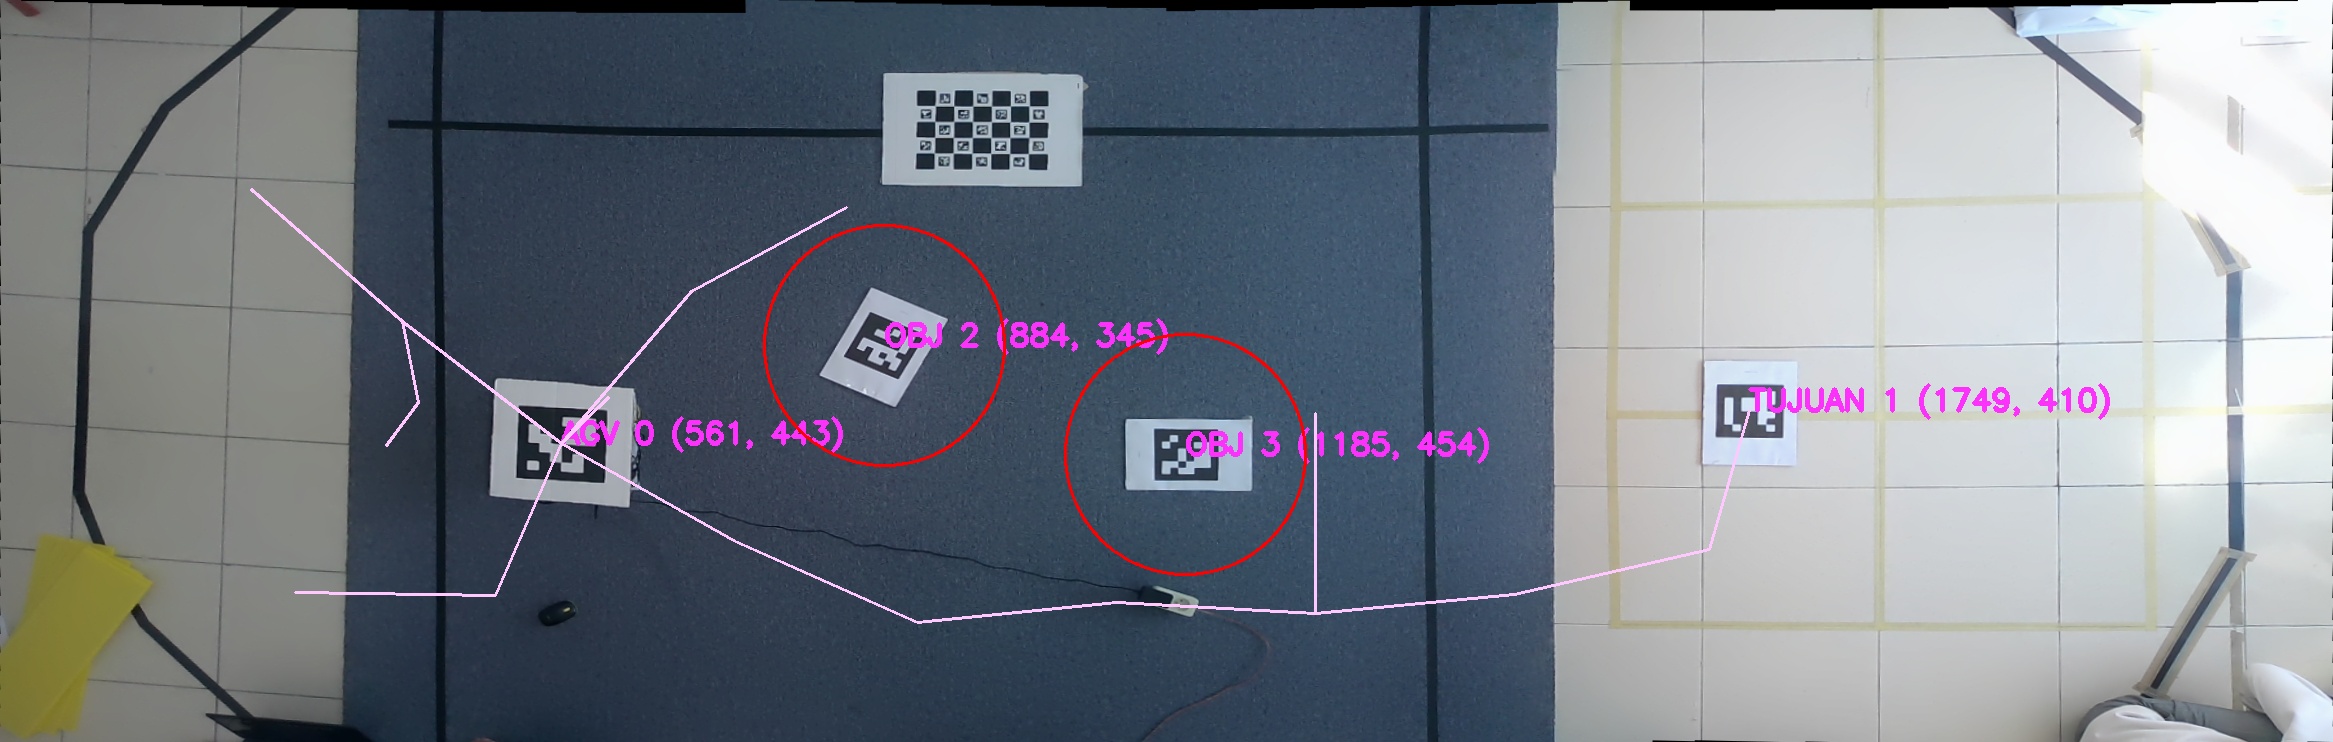 OBJ 2 (884, 345)
AGV 0 (561, 443)
OBJ 3 (1185, 454)
TUJUAN 1 (1749, 410)